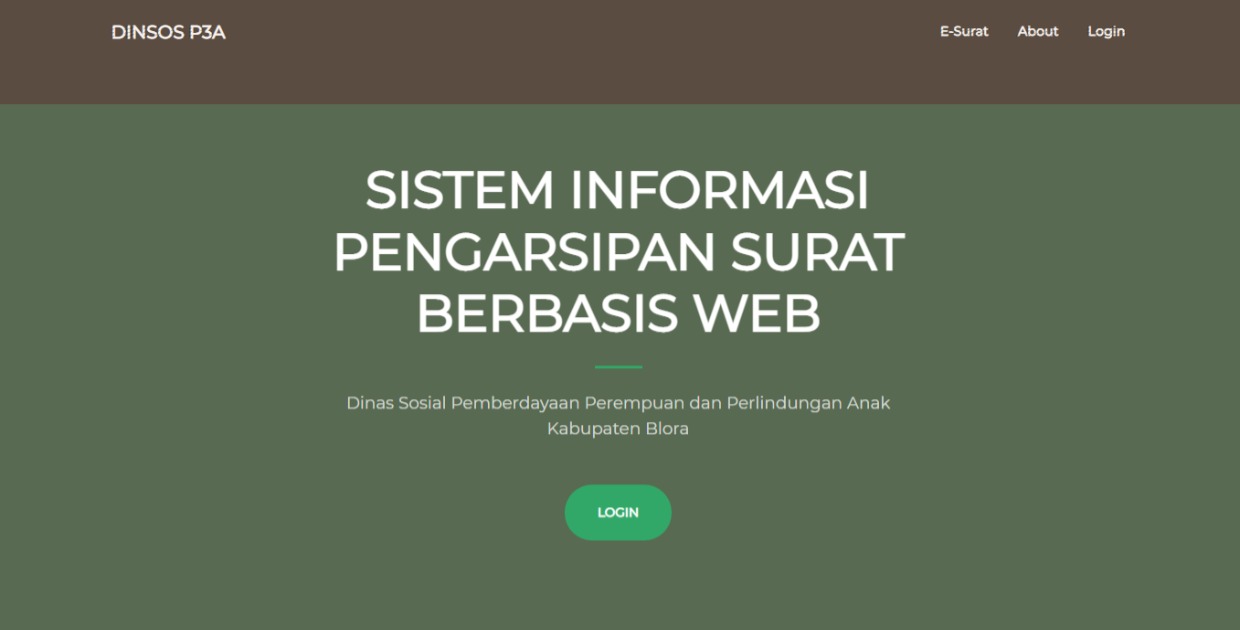 DINSOS P3A
E-Surat About Login
SISTEM INFORMASI
PENGARSIPAN SURAT
BERBASIS WEB
Dinas Sosial Pemberdayaan Perempuan dan Perlindungan Anak
Kabupaten Blora
LOGIN